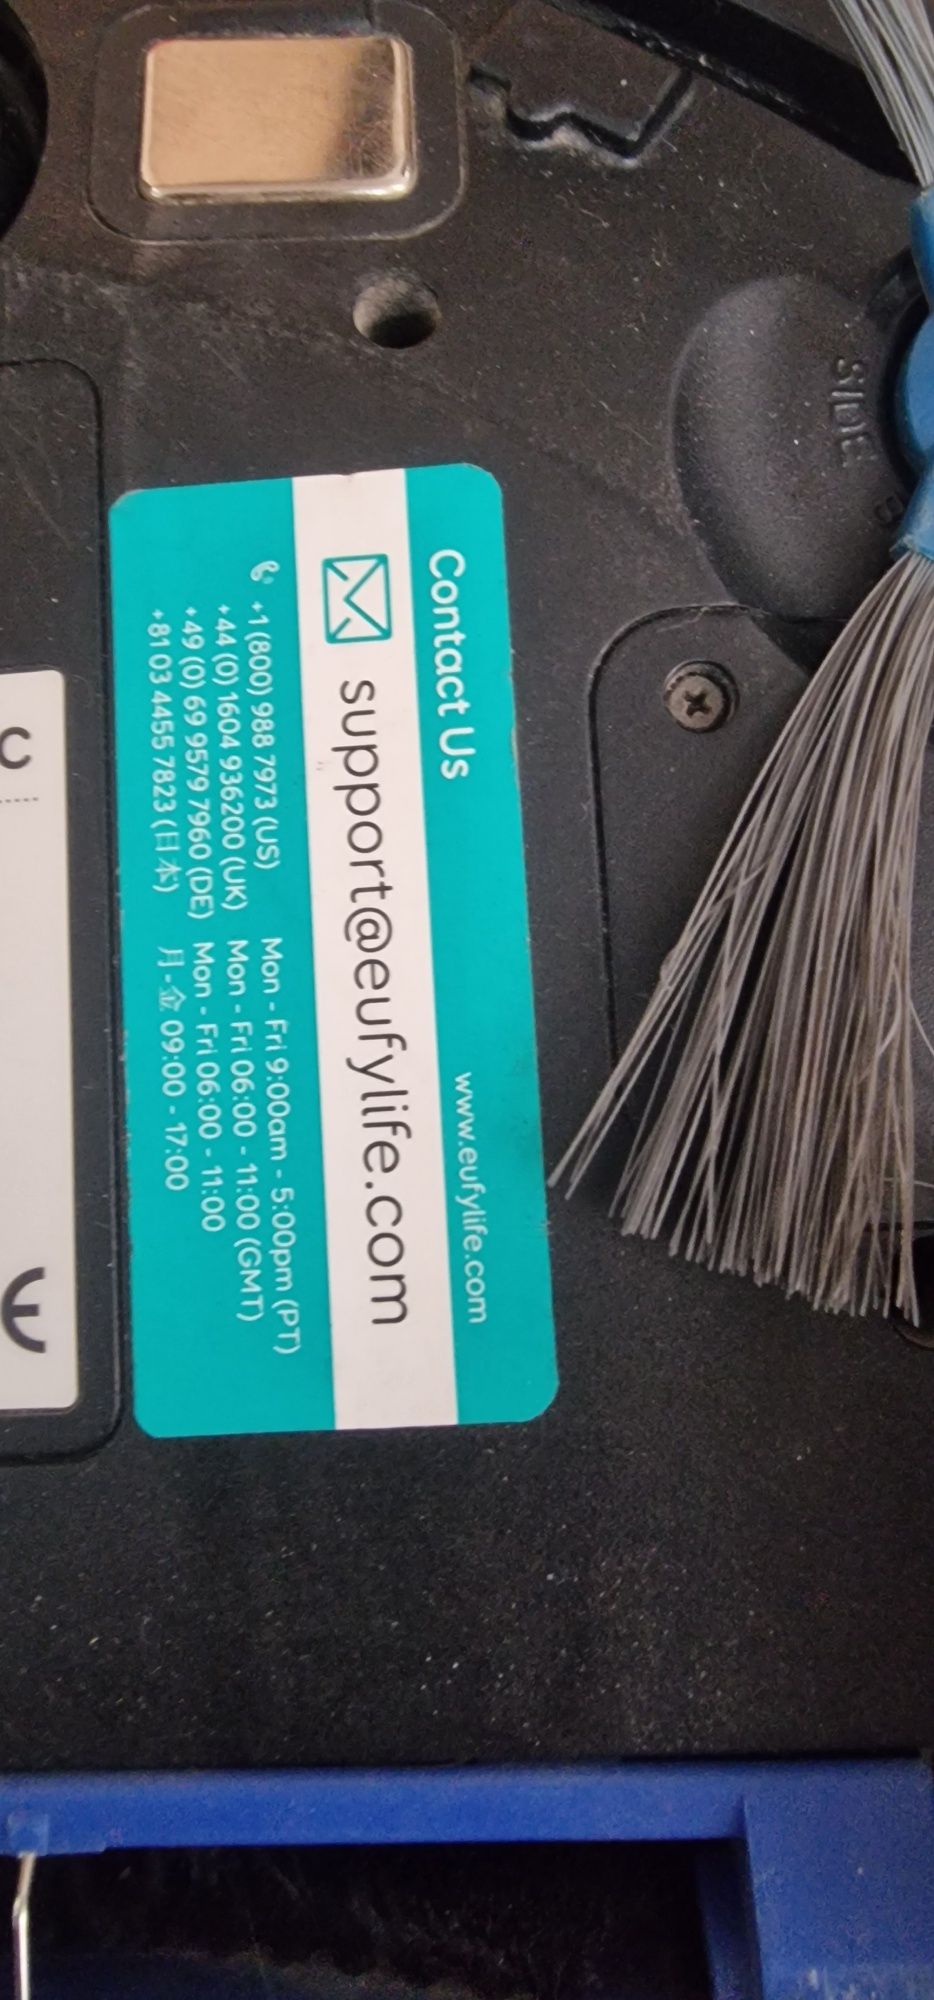 Contact Us
www.eufylife.com
support@eufylife.com
+1 (800) 988 7973 (US) Mon - Fri 9:00am - 5:00pm (PT)
+44 (0) 1604 936200 (UK) Mon - Fri 06:00 - 11:00 (GMT)
+49 (0) 69 9579 7960 (DE) Mon - Fri 06:00 - 11:00
+81 03 4455 7823 (日本) 月 - 金 09:00 - 17:00
SIDE
C